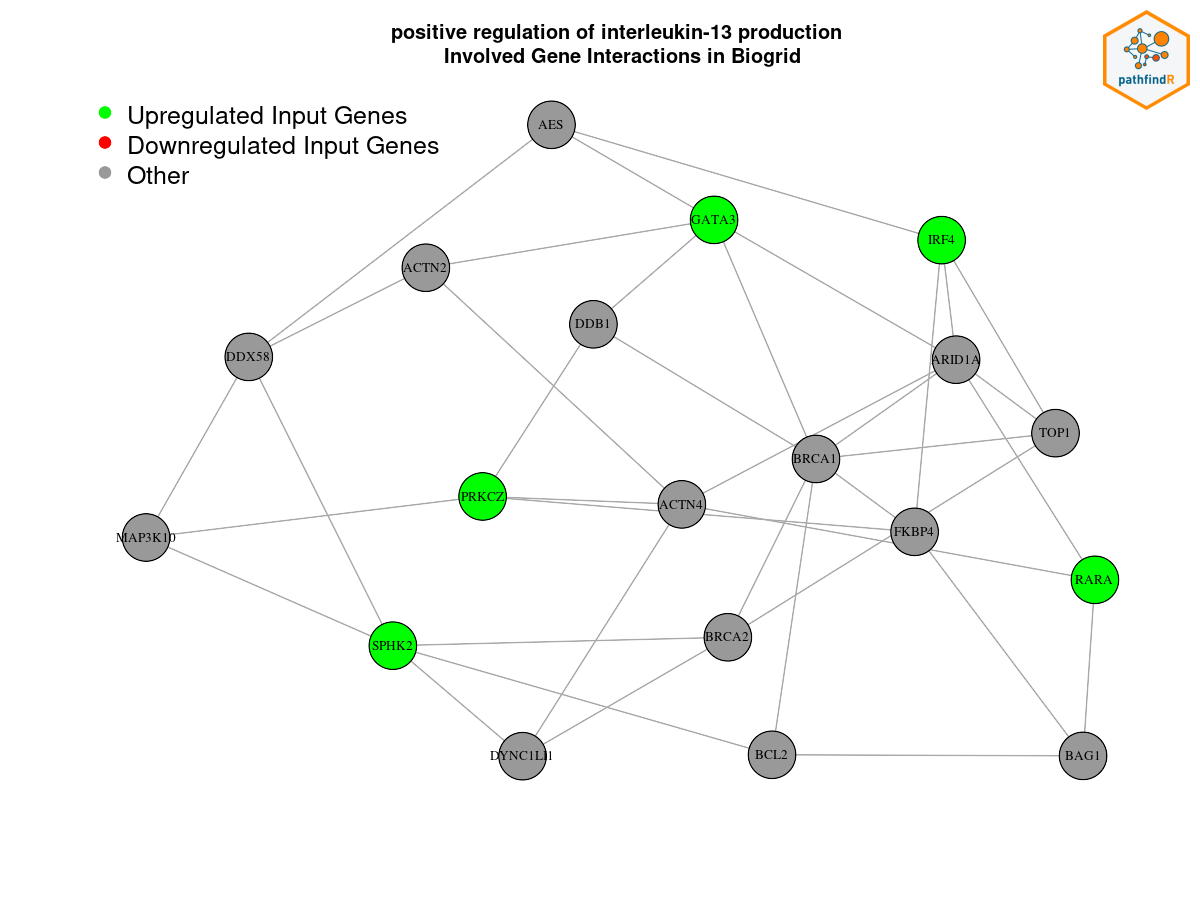 positive regulation of interleukin-13 production
Involved Gene Interactions in Biogrid
pathfindR
Upregulated Input Genes
Downregulated Input Genes
Other
AES
GATA3
IRF4
ACTN2
DDB1
DDX58
ARID1A
TOP1
BRCA1
PRKCZ
ACTN4
FKBP4
MAP3K10
RARA
BRCA2
SPHK2
DYNC1LI1
BCL2
BAG1